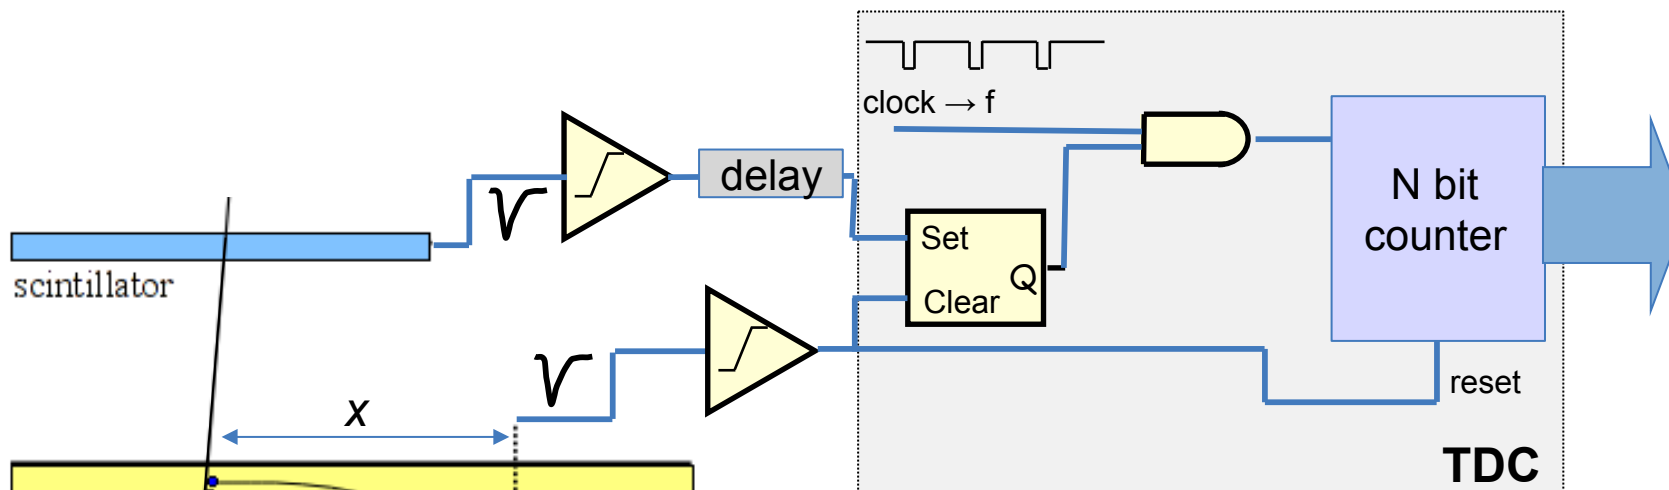 clock → f
delay
N bit
counter
Set
scintillator
Q
Clear
reset
x
TDC